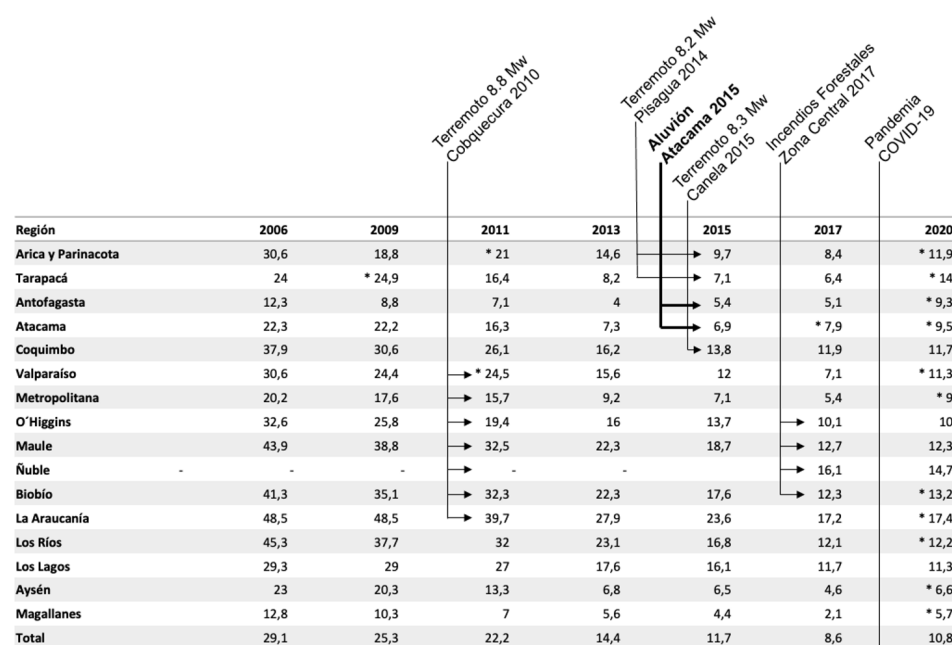 Terremoto 8.8 Mw
Cobquecura 2010
Terremoto 8.2 Mw
Pisagua 2014
Aluvión
Atacama 2015
Terremoto 8.3 Mw
Canela 2015
Incendios Forestales
Zona Central 2017
Pandemia
COVID-19
Región 2006 2009 2011 2013 2015 2017 2020
Arica y Parinacota 30,6 18,8 * 21 14,6 9,7 8,4 * 11,9
Tarapacá 24 * 24,9 16,4 8,2 7,1 6,4 * 14
Antofagasta 12,3 8,8 7,1 4 5,4 5,1 * 9,3
Atacama 22,3 22,2 16,3 7,3 6,9 * 7,9 * 9,5
Coquimbo 37,9 30,6 26,1 16,2 13,8 11,9 11,7
Valparaíso 30,6 24,4 * 24,5 15,6 12 7,1 * 11,3
Metropolitana 20,2 17,6 15,7 9,2 7,1 5,4 * 9
O´Higgins 32,6 25,8 19,4 16 13,7 10,1 10
Maule 43,9 38,8 32,5 22,3 18,7 12,7 12,3
Ñuble - - - - - 16,1 14,7
Biobío 41,3 35,1 32,3 22,3 17,6 12,3 * 13,2
La Araucanía 48,5 48,5 39,7 27,9 23,6 17,2 * 17,4
Los Ríos 45,3 37,7 32 23,1 16,8 12,1 * 12,2
Los Lagos 29,3 29 27 17,6 16,1 11,7 11,3
Aysén 23 20,3 13,3 6,8 6,5 4,6 * 6,6
Magallanes 12,8 10,3 7 5,6 4,4 2,1 * 5,7
Total 29,1 25,3 22,2 14,4 11,7 8,6 10,8